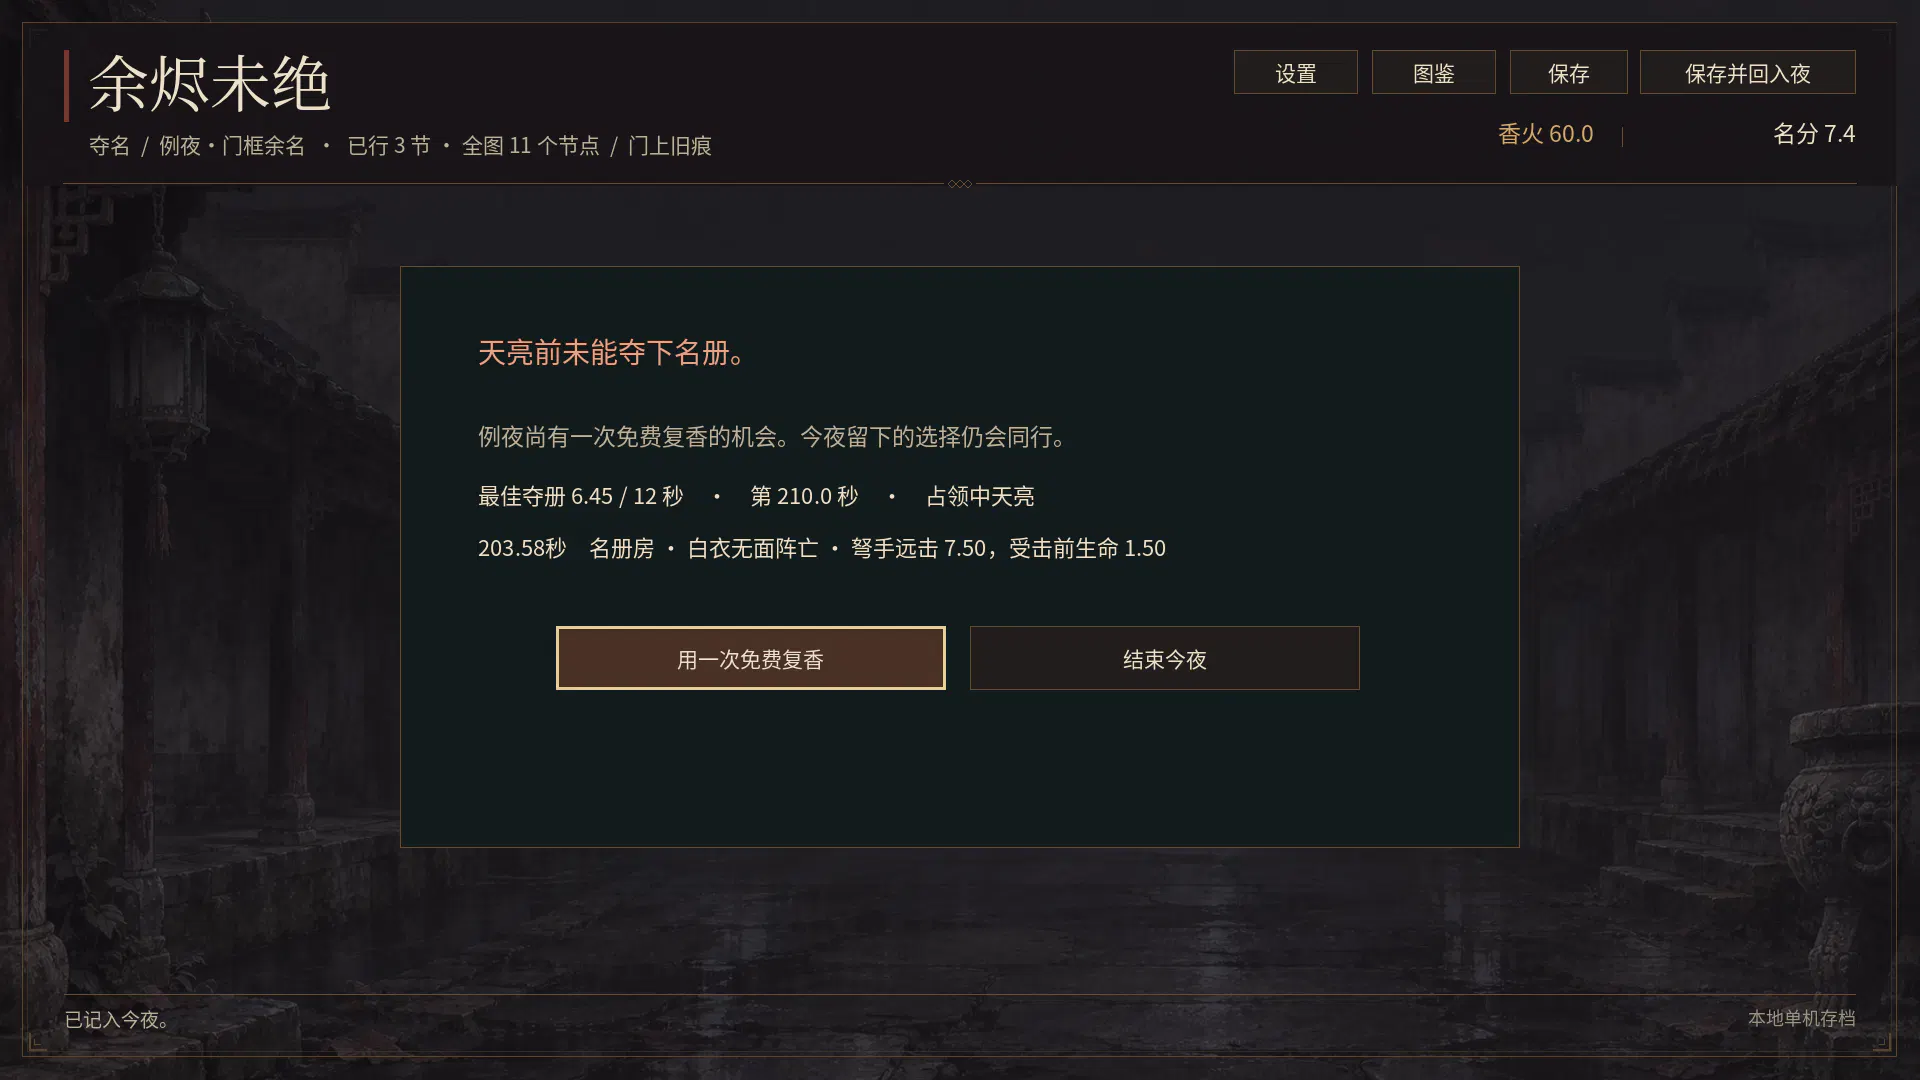 余烬未绝
设置
图鉴
保存
保存并回入夜
夺名 / 例夜・门框余名 ・ 已行 3 节 ・ 全图 11 个节点 / 门上旧痕
香火 60.0
名分 7.4
天亮前未能夺下名册。
例夜尚有一次免费复香的机会。今夜留下的选择仍会同行。
最佳夺册 6.45 / 12 秒 ・ 第 210.0 秒 ・ 占领中天亮
203.58秒 名册房・白衣无面阵亡・弩手远击 7.50，受击前生命 1.50
用一次免费复香
结束今夜
已记入今夜。
本地单机存档